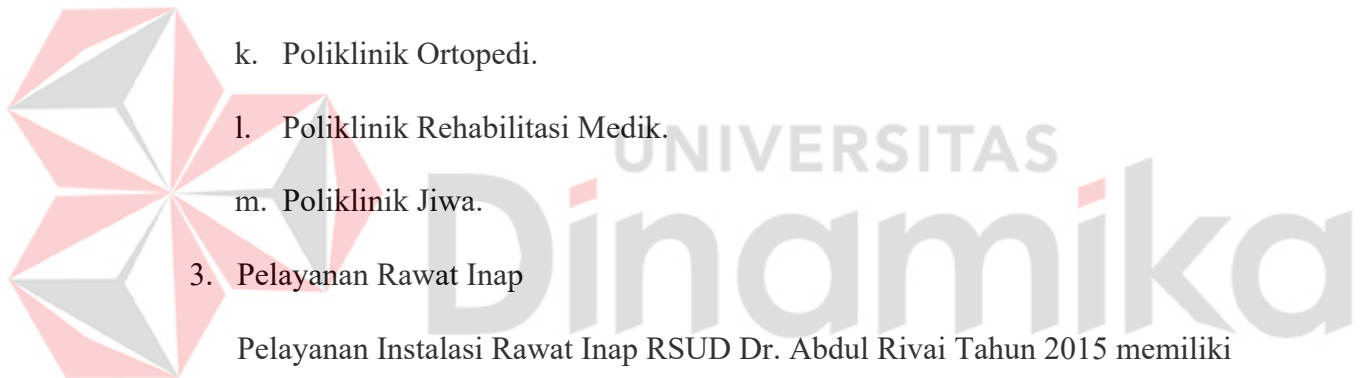 k. Poliklinik Ortopedi.
l. Poliklinik Rehabilitasi Medik.
UNIVERSITAS
m. Poliklinik Jiwa.
Dinamika
3. Pelayanan Rawat Inap
Pelayanan Instalasi Rawat Inap RSUD Dr. Abdul Rivai Tahun 2015 memiliki